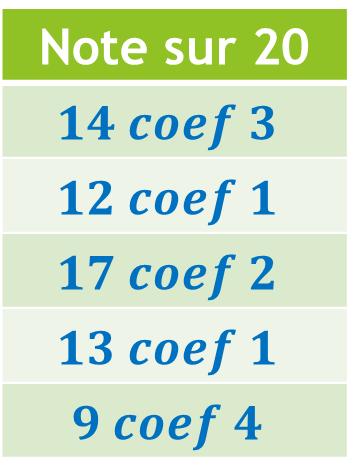 Note sur 20
14 coef 3
12 coef 1
17 coef 2
13 coef 1
9 coef 4